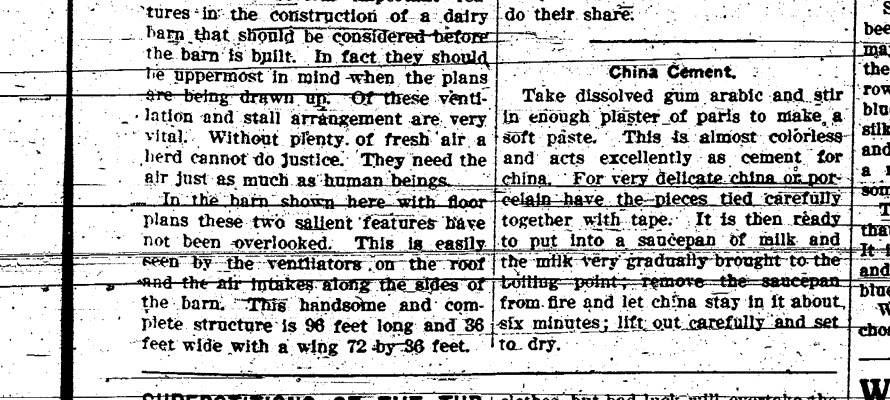 tures in the construction of a dairy
barn that should be considered before
the barn is built. In fact they should
be uppermost in mind when the plans
are being drawn up. Of these venti-
lation and stall arrangement are very
vital. Without plenty of fresh air a
herd cannot do justice. They need the
air just as much as human beings.
In the barn shown here with floor
plans these two salient features have
not been overlooked. This is easily
seen by the ventilators on the roof
and the air intakes along the sides of
the barn. This handsome and com-
plete structure is 96 feet long and 36
feet wide with a wing 72 by 36 feet.
do their share.
China Cement.
Take dissolved gum arabic and stir
in enough plaster of paris to make a
soft paste. This is almost colorless
and acts excellently as cement for
china. For very delicate china or por-
celain have the pieces tied carefully
together with tape. It is then ready
to put into a saucepan of milk and
the milk very gradually brought to the
boiling point; remove the saucepan
from fire and let china stay in it about
six minutes; lift out carefully and set
to dry.